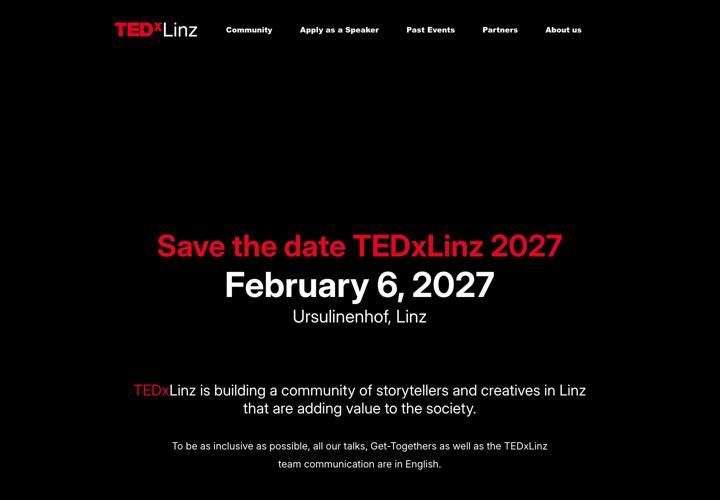 TEDxLinz
Community
Apply as a Speaker
Past Events
Partners
About us
Save the date TEDxLinz 2027
February 6, 2027
Ursulinenhof, Linz
TEDxLinz is building a community of storytellers and creatives in Linz
that are adding value to the society.
To be as inclusive as possible, all our talks, Get-Togethers as well as the TEDxLinz
team communication are in English.